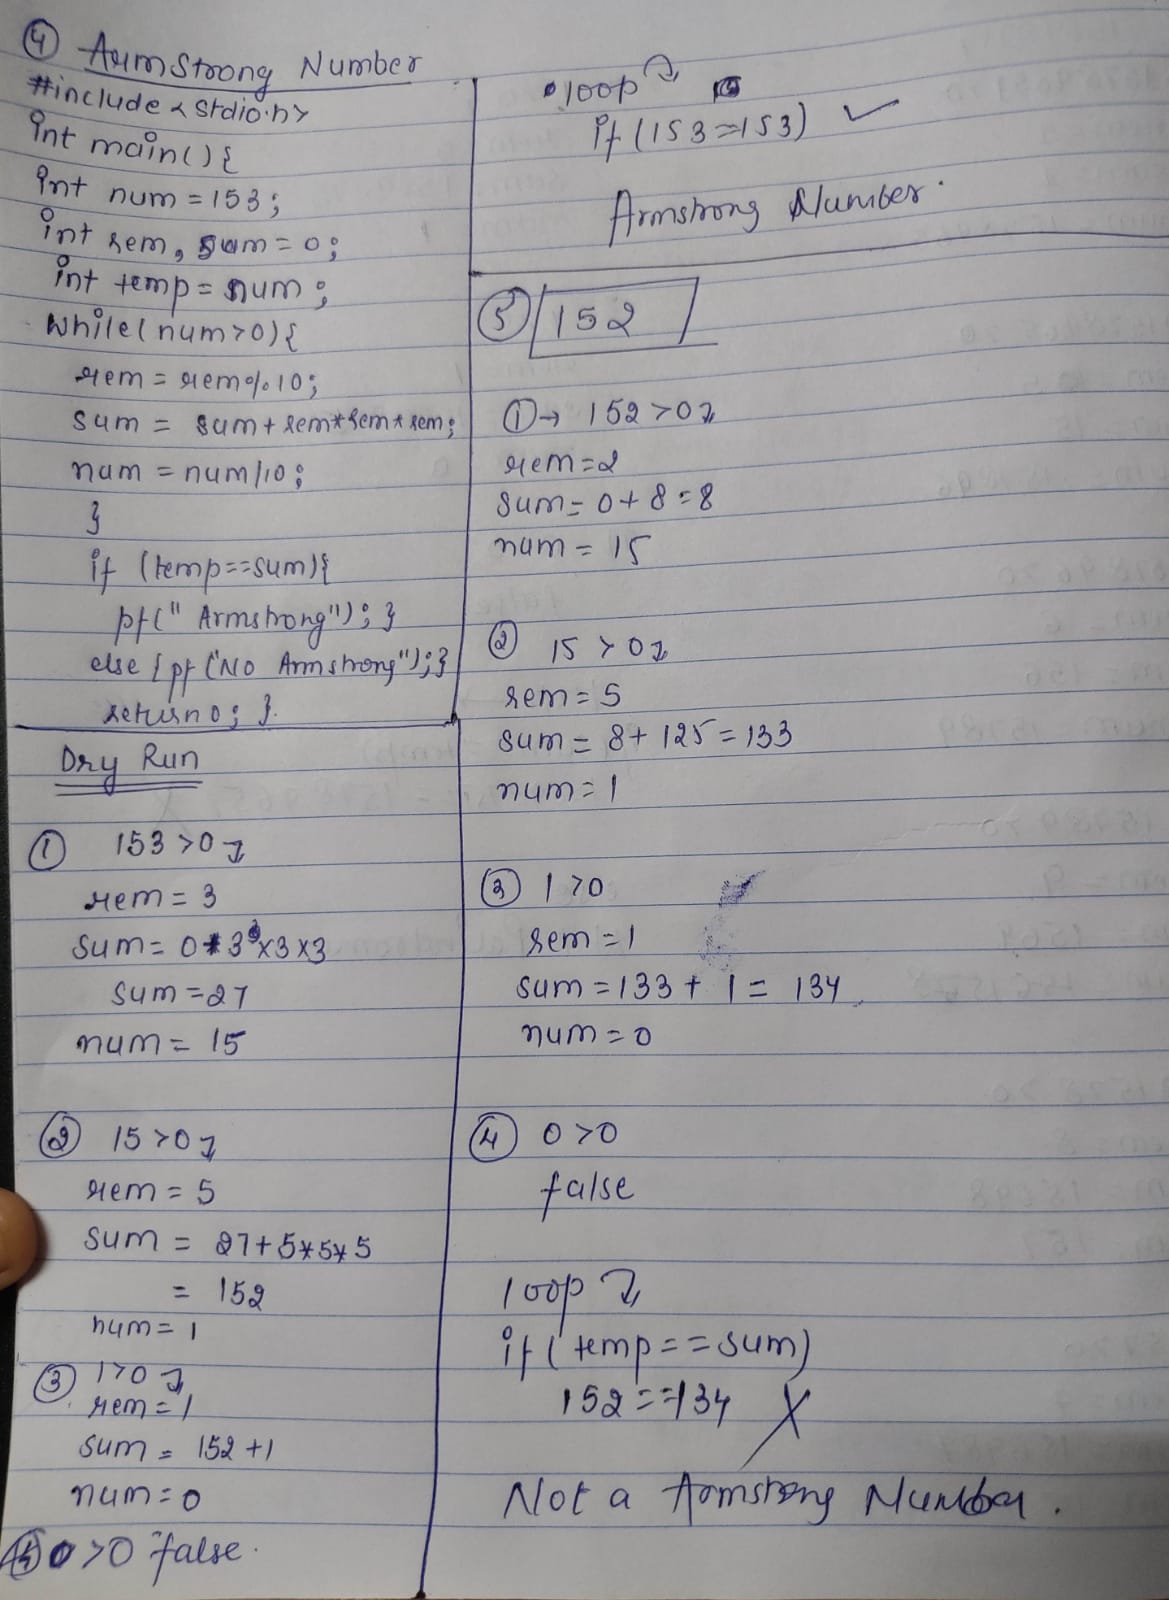 ④ Armstrong Number
#include <stdio.h>
int main(){
int num = 153;
int rem, sum = 0;
int temp = num;
while(num>0){
rem = rem%10;
sum = sum+rem*rem*rem;
num = num/10;
}
if (temp==sum){
pf(" Armstrong"); }
else {pf("No Armstrong");}
return 0; }
Dry Run
① 153 > 0
rem = 3
sum = 0+3×3×3
sum = 27
num = 15
② 15 > 0
rem = 5
sum = 27+5*5*5
= 152
num = 1
③ 1>0
rem = 1
sum = 152 +1
num = 0
④ 0 >0 false.
loop
if (153==153) ✓
Armstrong Number.
⑤ 152
① → 152 >0
rem = 2
sum = 0 + 8 = 8
num = 15
② 15 > 0
rem = 5
sum = 8 + 125 = 133
num = 1
③ 1 >0
rem = 1
sum = 133 + 1 = 134
num = 0
④ 0 >0
false
loop
if (temp==sum)
152==134 X
Not a Armstrong Number.